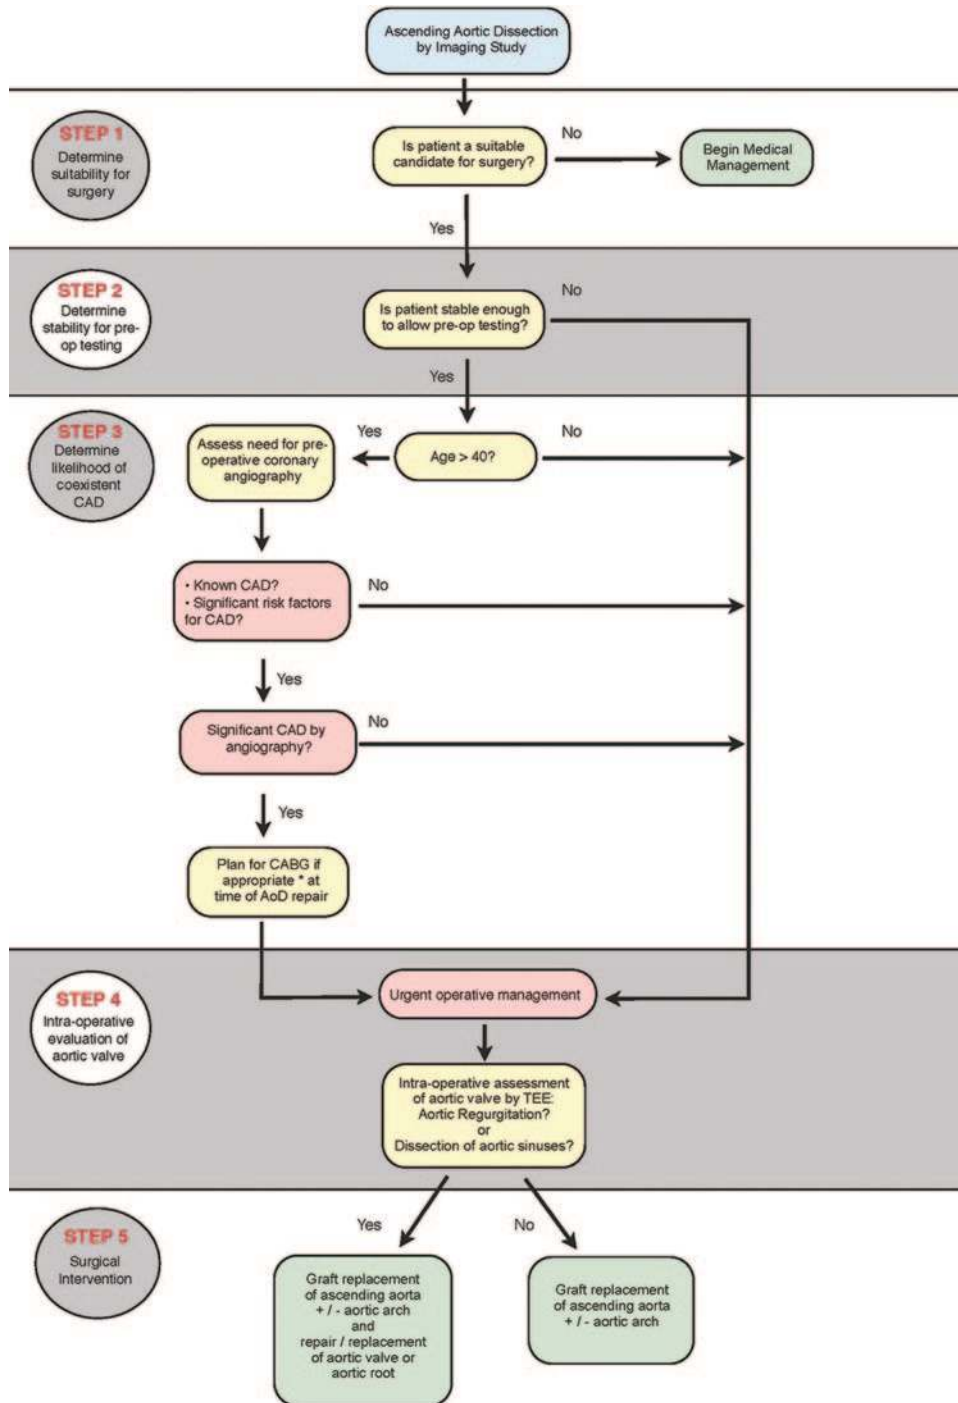 Ascending Aortic Dissection
by Imaging Study
STEP 1
Determine
suitability for
surgery
Is patient a suitable
candidate for surgery?
No
Begin Medical
Management
Yes
STEP 2
Determine
stability for pre-
op testing
Is patient stable enough
to allow pre-op testing?
No
Yes
STEP 3
Determine
likelihood of
coexistent
CAD
Assess need for pre-
operative coronary
angiography
Yes
Age > 40?
No
• Known CAD?
• Significant risk factors
for CAD?
No
Yes
Significant CAD by
angiography?
No
Yes
Plan for CABG if
appropriate * at
time of AoD repair
STEP 4
Intra-operative
evaluation of
aortic valve
Urgent operative management
Intra-operative assessment
of aortic valve by TEE:
Aortic Regurgitation?
or
Dissection of aortic sinuses?
STEP 5
Surgical
Intervention
Yes
No
Graft replacement
of ascending aorta
+ / - aortic arch
and
repair / replacement
of aortic valve or
aortic root
Graft replacement
of ascending aorta
+ / - aortic arch